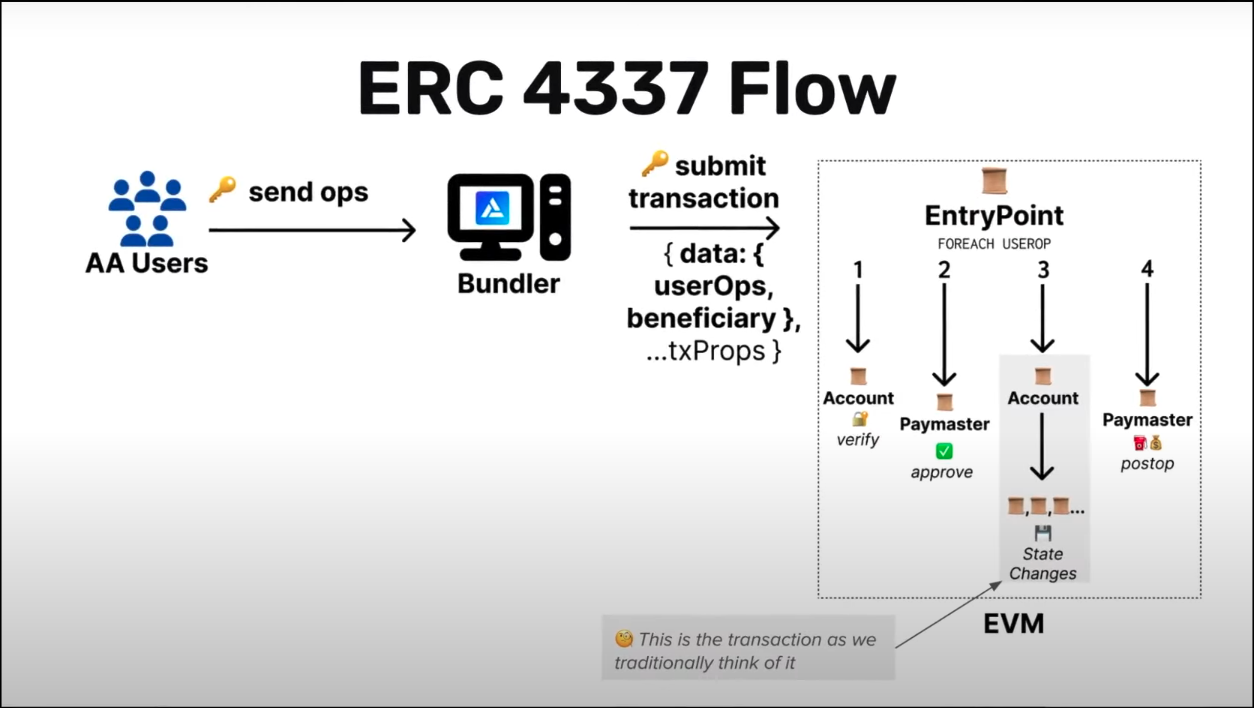 ERC 4337 Flow
send ops
AA Users
Bundler
submit
transaction
{ data: {
userOps,
beneficiary },
...txProps }
EntryPoint
FOREACH USEROP
1
2
3
4
Account
verify
Paymaster
approve
Account
,
,
...
State
Changes
Paymaster
postop
EVM
This is the transaction as we
traditionally think of it